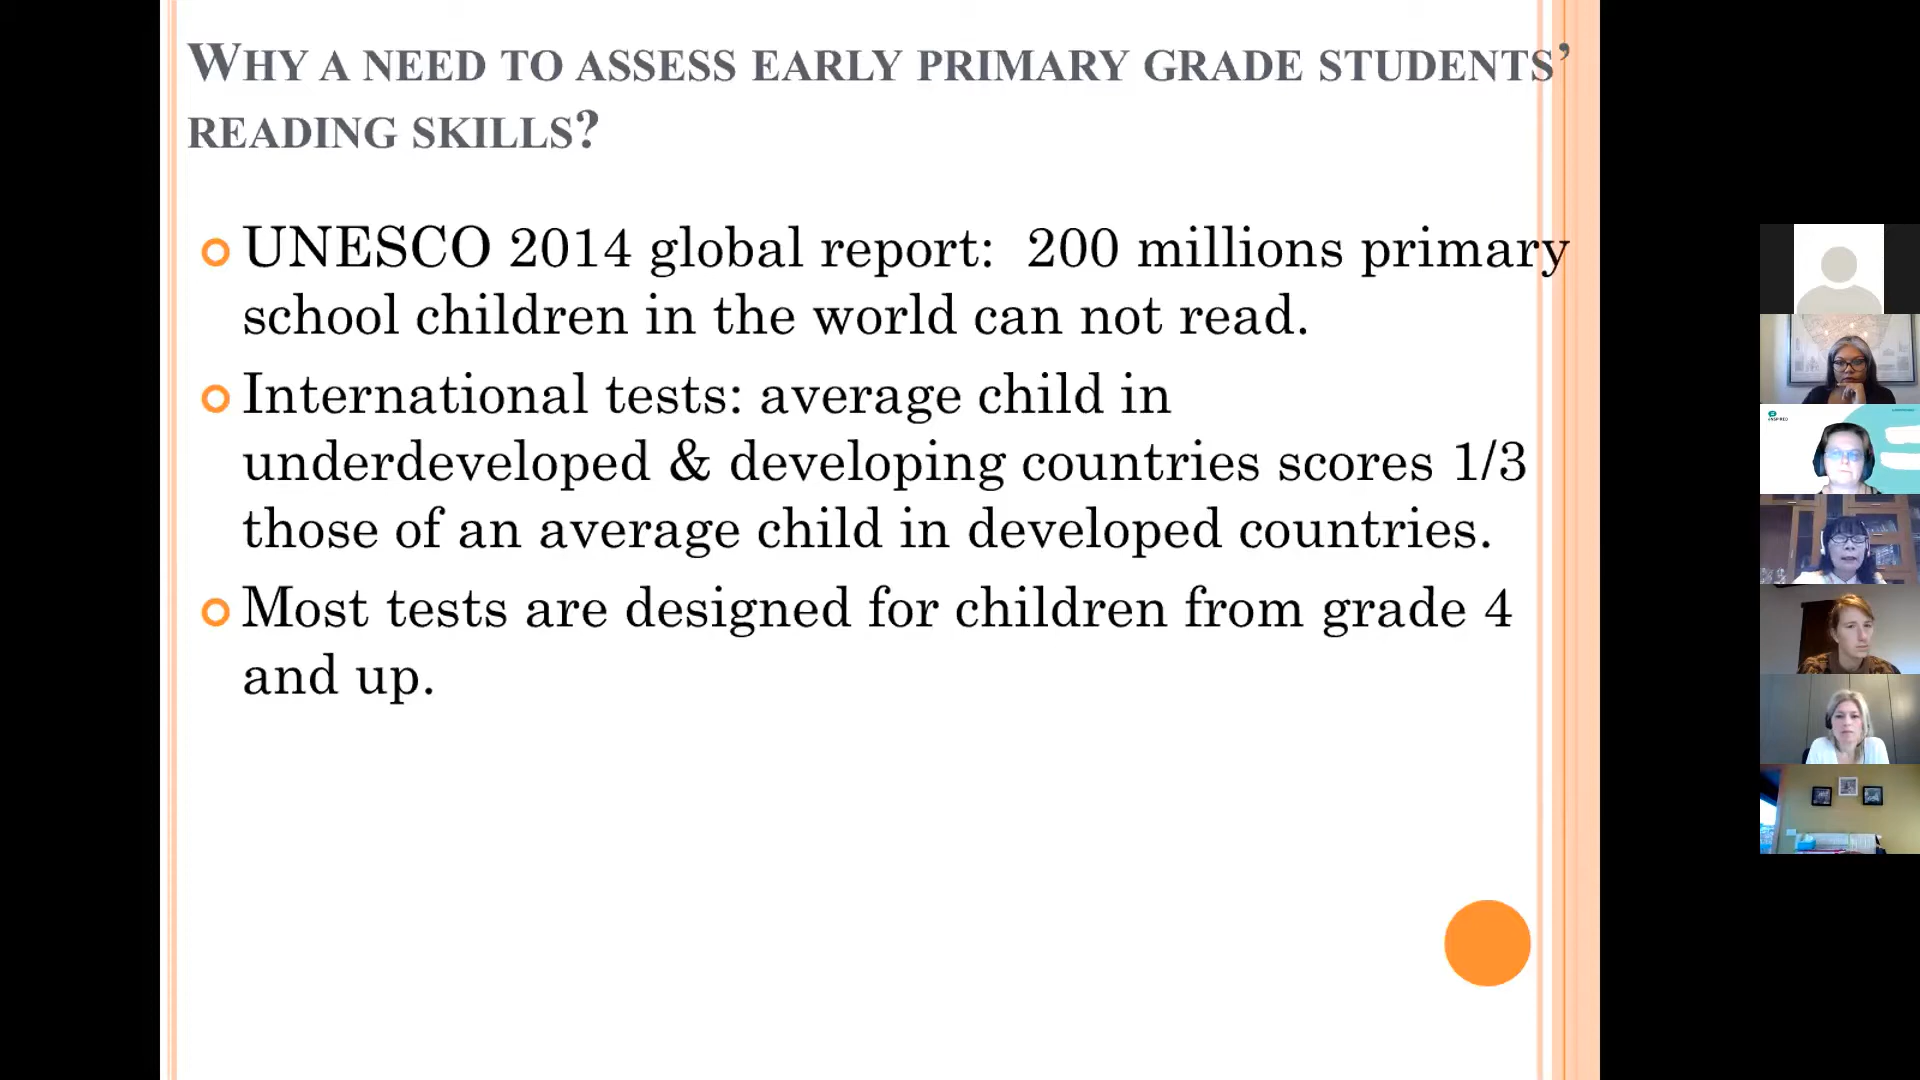 WHY A NEED TO ASSESS EARLY PRIMARY GRADE STUDENTS’
READING SKILLS?
UNESCO 2014 global report: 200 millions primary
school children in the world can not read.
International tests: average child in
underdeveloped & developing countries scores 1/3
those of an average child in developed countries.
Most tests are designed for children from grade 4
and up.